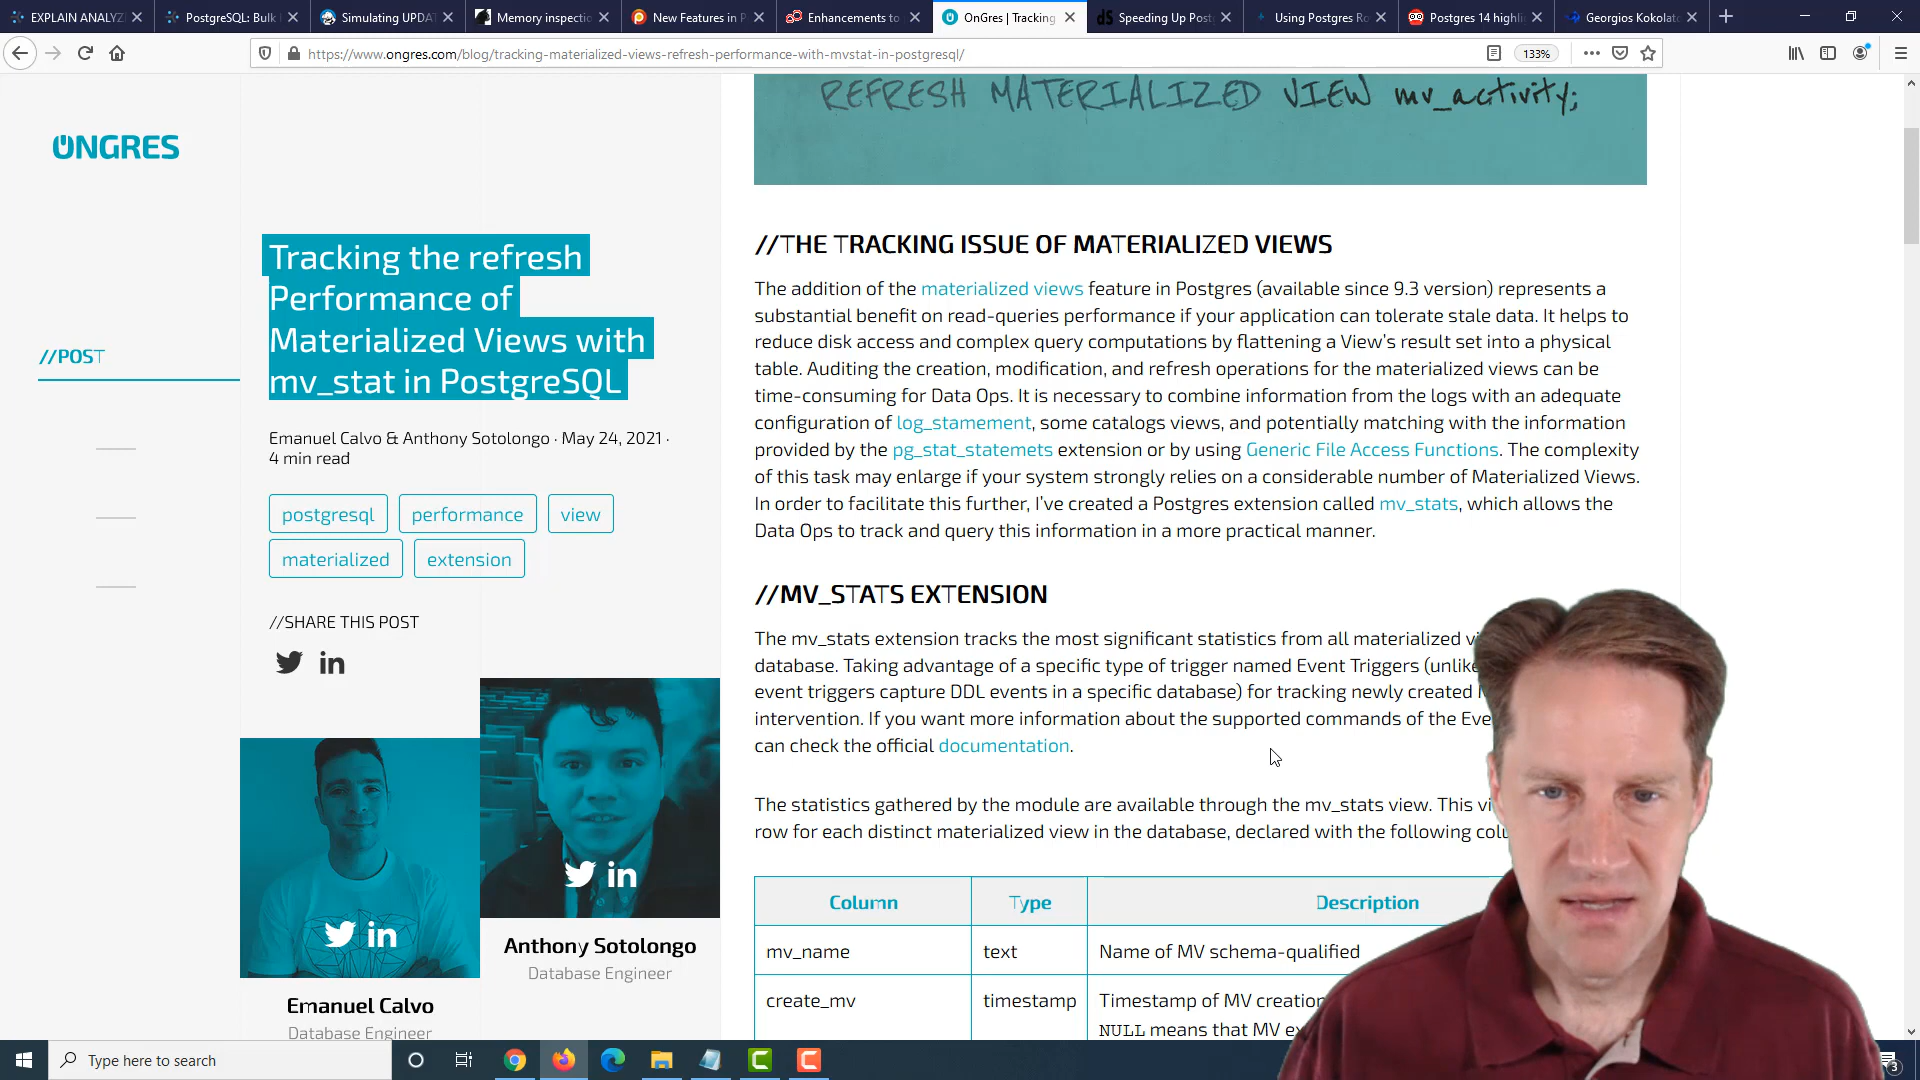 EXPLAIN ANALYZ
PostgreSQL: Bulk
Simulating UPDA
Memory inspectio
New Features in P
Enhancements to
OnGres | Tracking
Speeding Up Post
Using Postgres Ro
Postgres 14 highli
Georgios Kokolato
https://www.ongres.com/blog/tracking-materialized-views-refresh-performance-with-mvstat-in-postgresql/
133%
REFRESH MATERIALIZED VIEW mv_activity;
ONGRES
//POST
Tracking the refresh
Performance of
Materialized Views with
mv_stat in PostgreSQL
Emanuel Calvo & Anthony Sotolongo · May 24, 2021 ·
4 min read
postgresql
performance
view
materialized
extension
//SHARE THIS POST
Emanuel Calvo
Database Engineer
Anthony Sotolongo
Database Engineer
//THE TRACKING ISSUE OF MATERIALIZED VIEWS
The addition of the materialized views feature in Postgres (available since 9.3 version) represents a
substantial benefit on read-queries performance if your application can tolerate stale data. It helps to
reduce disk access and complex query computations by flattening a View's result set into a physical
table. Auditing the creation, modification, and refresh operations for the materialized views can be
time-consuming for Data Ops. It is necessary to combine information from the logs with an adequate
configuration of log_stamement, some catalogs views, and potentially matching with the information
provided by the pg_stat_statemets extension or by using Generic File Access Functions. The complexity
of this task may enlarge if your system strongly relies on a considerable number of Materialized Views.
In order to facilitate this further, I've created a Postgres extension called mv_stats, which allows the
Data Ops to track and query this information in a more practical manner.
//MV_STATS EXTENSION
The mv_stats extension tracks the most significant statistics from all materialized vi
database. Taking advantage of a specific type of trigger named Event Triggers (unlik
event triggers capture DDL events in a specific database) for tracking newly created
intervention. If you want more information about the supported commands of the Eve
can check the official documentation.
The statistics gathered by the module are available through the mv_stats view. This vi
row for each distinct materialized view in the database, declared with the following colu
Column Type Description
mv_name text Name of MV schema-qualified
create_mv timestamp Timestamp of MV creation
NULL means that MV ex
Type here to search
3